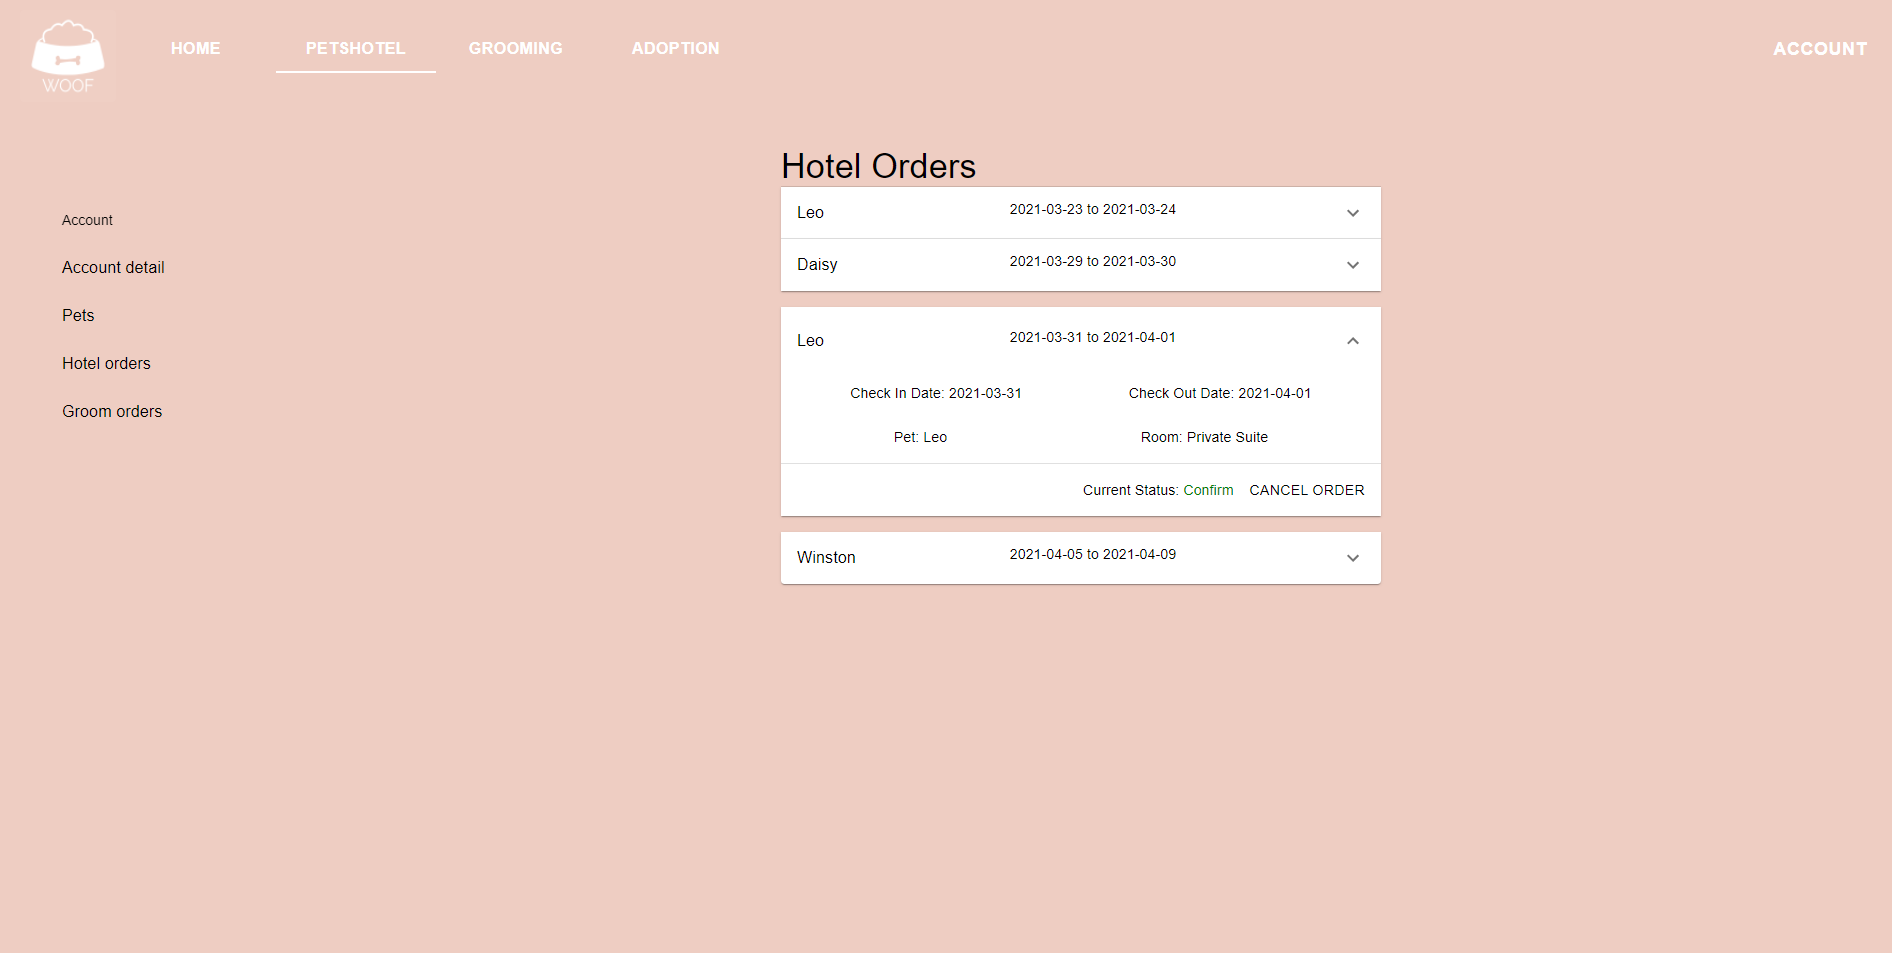 WOOF
HOME PETSHOTEL GROOMING ADOPTION ACCOUNT
Account
Account detail
Pets
Hotel orders
Groom orders
Hotel Orders
Leo 2021-03-23 to 2021-03-24
Daisy 2021-03-29 to 2021-03-30
Leo 2021-03-31 to 2021-04-01
Check In Date: 2021-03-31 Check Out Date: 2021-04-01
Pet: Leo Room: Private Suite
Current Status: Confirm CANCEL ORDER
Winston 2021-04-05 to 2021-04-09